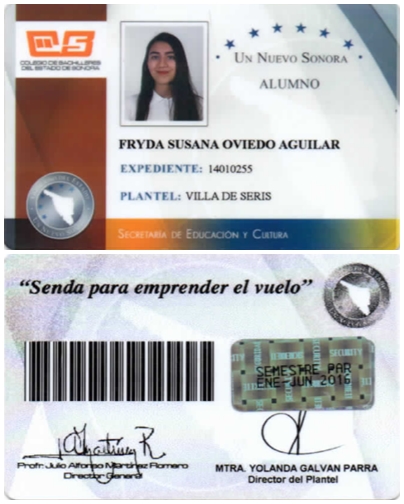 COLEGIO DE BACHILLERES
DEL ESTADO DE SONORA
UN NUEVO SONORA
ALUMNO
FRYDA SUSANA OVIEDO AGUILAR
EXPEDIENTE: 14010255
PLANTEL: VILLA DE SERIS
SECRETARÍA DE EDUCACIÓN Y CULTURA
“Senda para emprender el vuelo”
SECURITY
SEMESTRE PAR
ENE-JUN 2016
Profr. Julio Alfonso Martínez Romero
Director General
MTRA. YOLANDA GALVAN PARRA
Director del Plantel